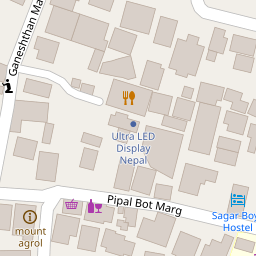 Ganeshthan Ma
Ultra LED
Display
Nepal
Pipal Bot Marg
Sagar Boy
Hostel
mount
agrol